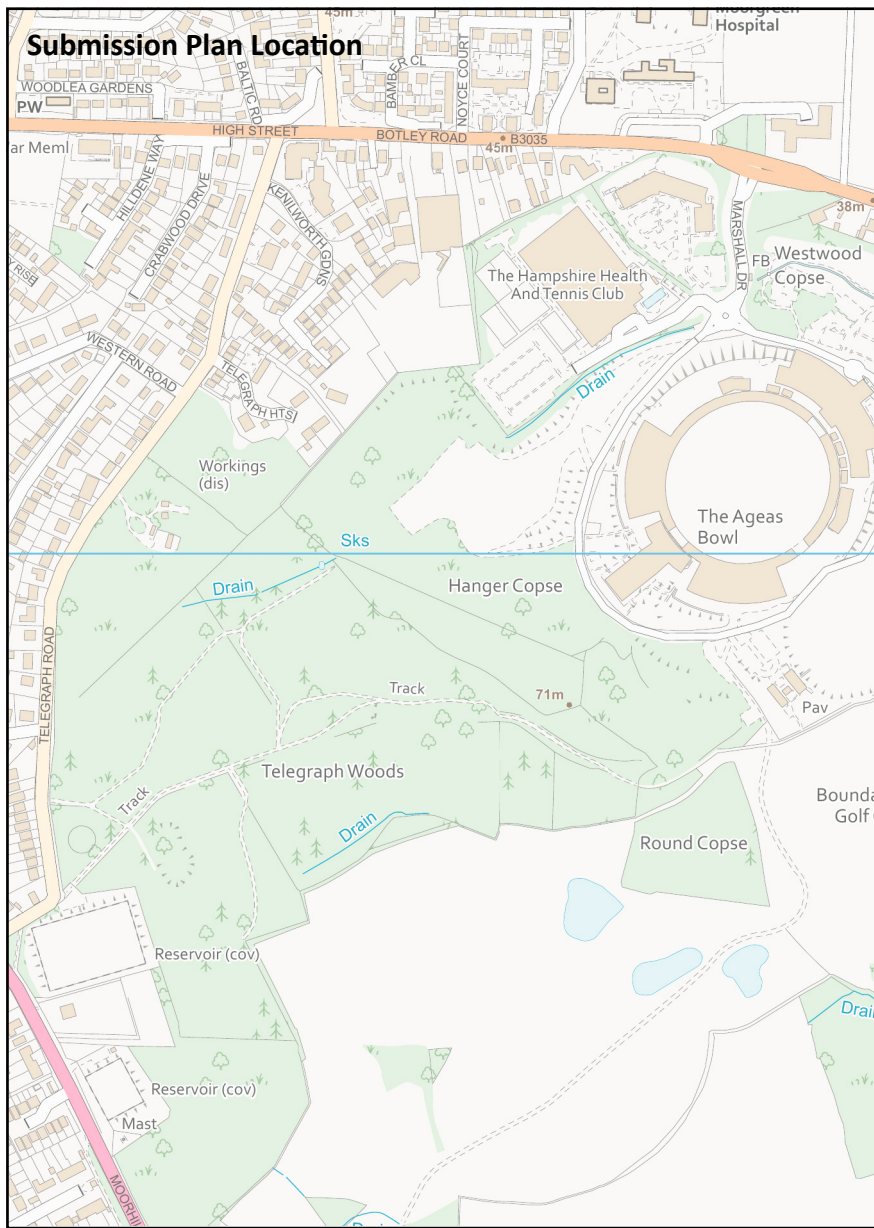 Submission Plan Location
45m
Moorgreen
Hospital
WOODLEA GARDENS
PW
BALTIC RD
BAMBER CL
NOYCE COURT
HIGH STREET
BOTLEY ROAD
B3035
45m
ar Meml
HILLDENE WAY
CRABWOOD DRIVE
KENILWORTH GDNS
MARSHALL DR
38m
RISE
The Hampshire Health
And Tennis Club
FB
Westwood
Copse
WESTERN ROAD
TELEGRAPH HTS
Drain
Workings
(dis)
The Ageas
Bowl
Sks
Drain
Hanger Copse
TELEGRAPH ROAD
Track
71m
Pav
Telegraph Woods
Track
Drain
Bounda
Golf
Round Copse
Reservoir (cov)
Drain
Reservoir (cov)
Mast
MOORHI
Drain